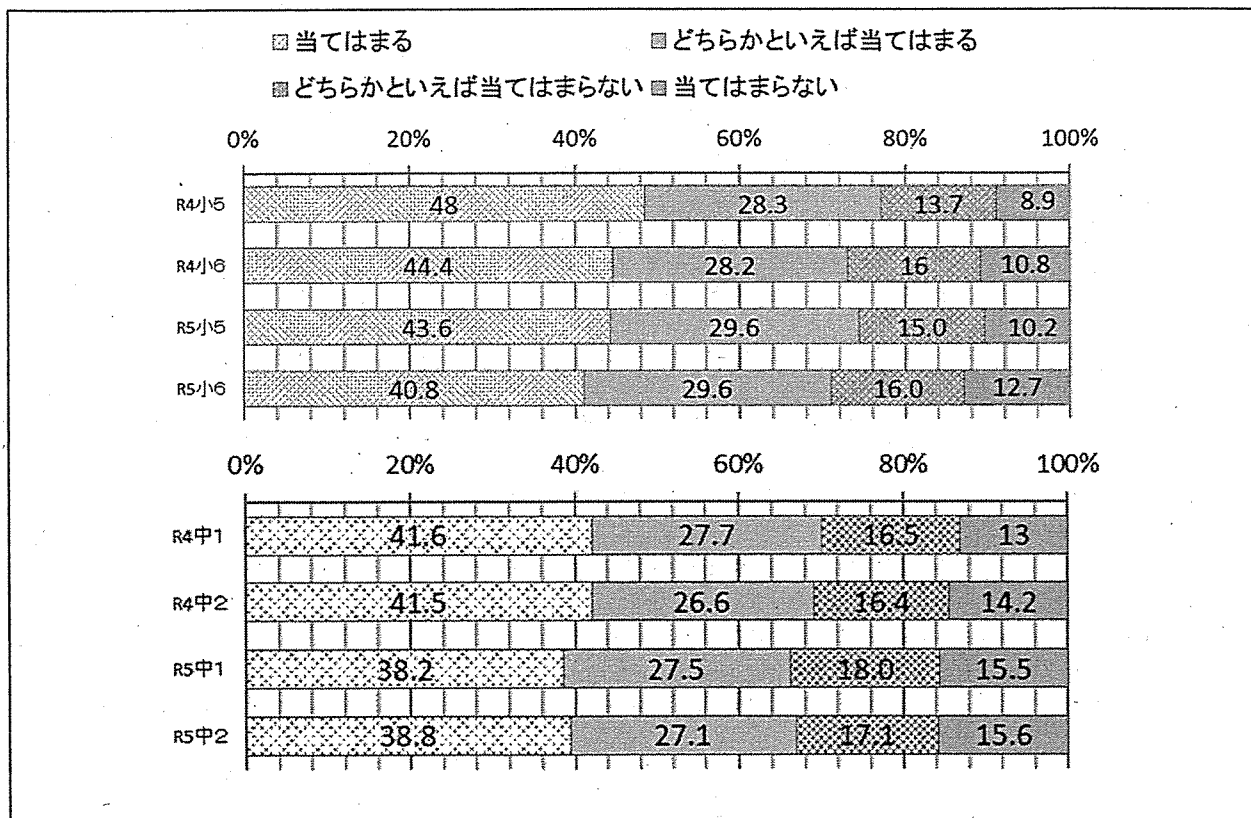 当てはまる どちらかといえば当てはまる
どちらかといえば当てはまらない 当てはまらない
0% 20% 40% 60% 80% 100%
R4小5 48 28.3 13.7 8.9
R4小6 44.4 28.2 16 10.8
R5小5 43.6 29.6 15.0 10.2
R5小6 40.8 29.6 16.0 12.7
0% 20% 40% 60% 80% 100%
R4中1 41.6 27.7 16.5 13
R4中2 41.5 26.6 16.4 14.2
R5中1 38.2 27.5 18.0 15.5
R5中2 38.8 27.1 17.1 15.6